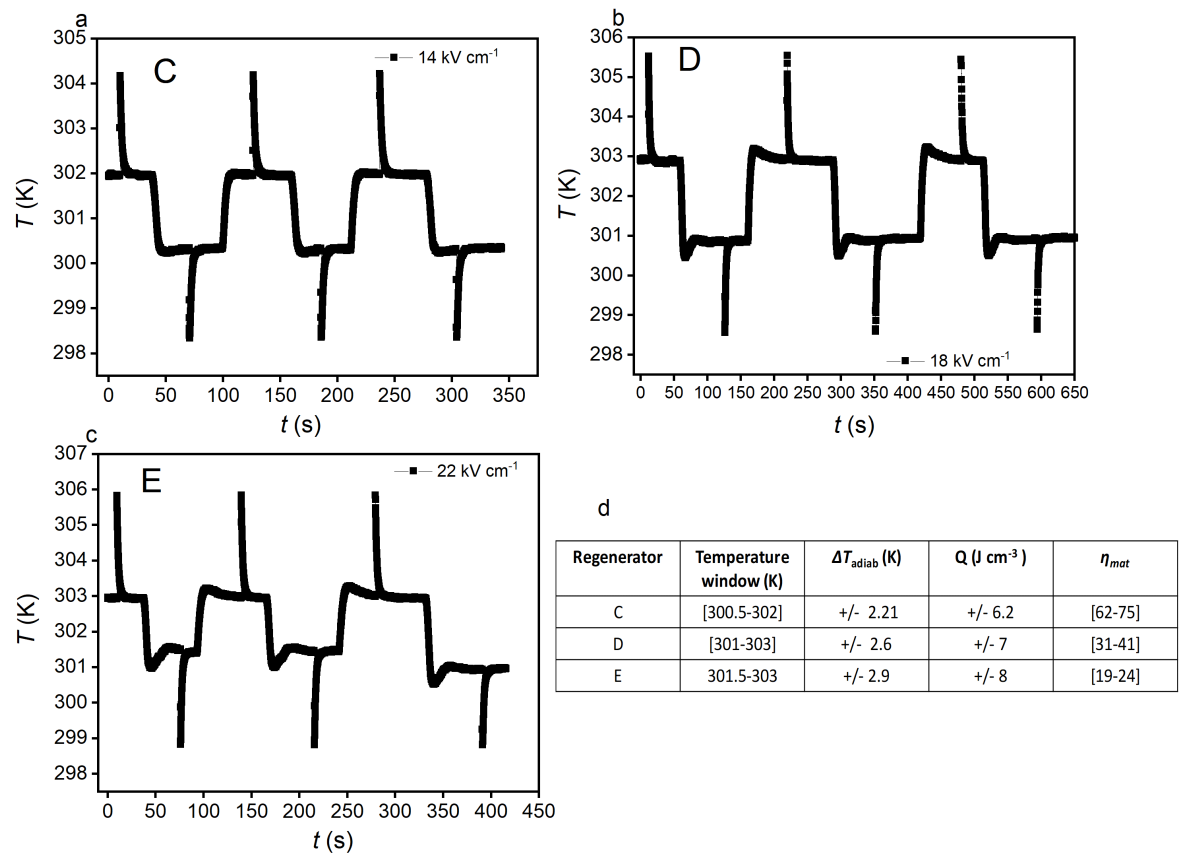 a
C
14 kV cm⁻¹
305
304
303
302
301
300
299
298
T (K)
0 50 100 150 200 250 300 350
t (s)
b
D
18 kV cm⁻¹
306
305
304
303
302
301
300
299
298
T (K)
0 50 100 150 200 250 300 350 400 450 500 550 600 650
t (s)
c
E
22 kV cm⁻¹
307
306
305
304
303
302
301
300
299
298
T (K)
0 50 100 150 200 250 300 350 400 450
t (s)
d
Regenerator Temperature window (K) ΔTadiab (K) Q (J cm⁻³ ) ηmat
C [300.5-302] +/- 2.21 +/- 6.2 [62-75]
D [301-303] +/- 2.6 +/- 7 [31-41]
E 301.5-303 +/- 2.9 +/- 8 [19-24]